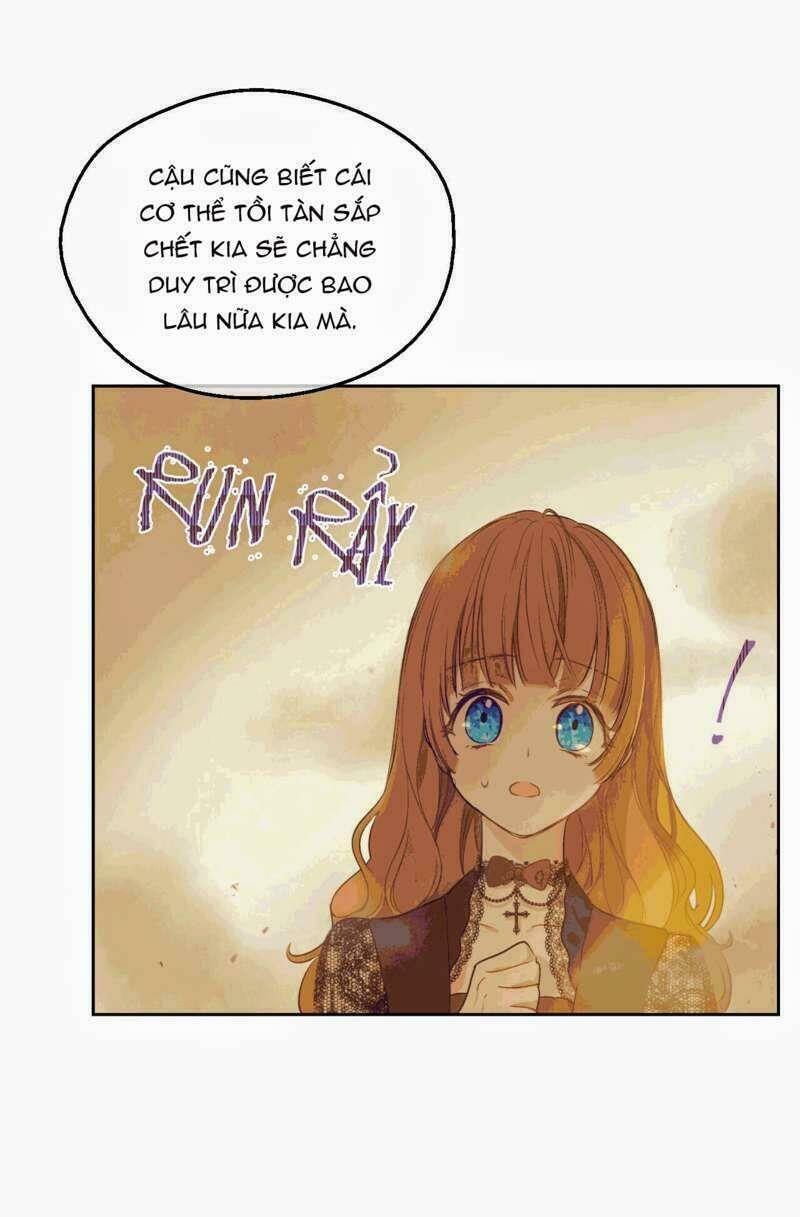 CẬU CŨNG BIẾT CÁI
CƠ THỂ TỒI TÀN SẮP
CHẾT KIA SẼ CHẲNG
DUY TRÌ ĐƯỢC BAO
LÂU NỮA KIA MÀ.
RUN RẨY
!